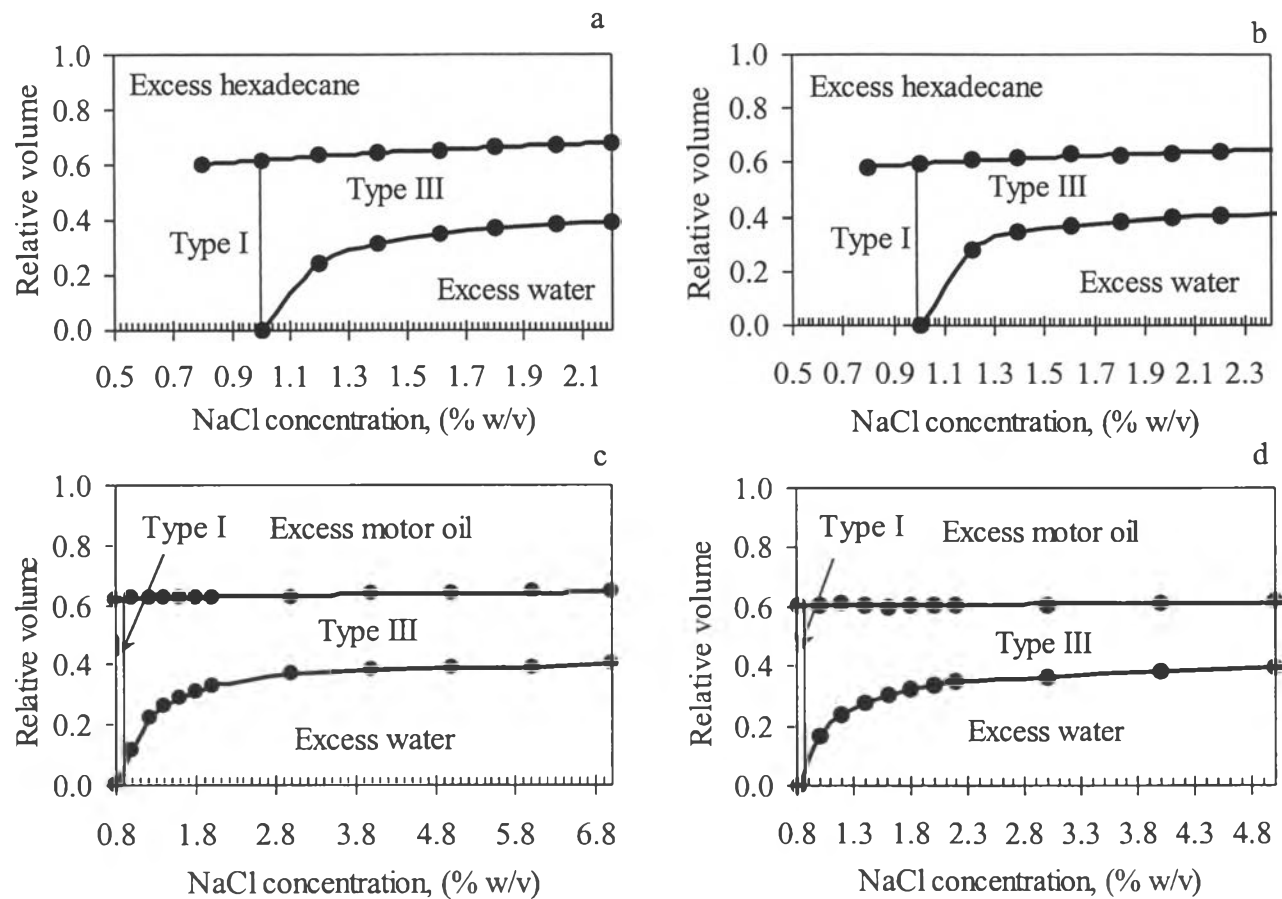 a
1.0
Excess hexadecane
0.8
0.6
Type III
0.4
Type I
0.2
Excess water
0.0
Relative volume
0.5 0.7 0.9 1.1 1.3 1.5 1.7 1.9 2.1
NaCl concentration, (% w/v)
b
1.0
Excess hexadecane
0.8
0.6
Type III
0.4
Type I
0.2
Excess water
0.0
Relative volume
0.5 0.7 0.9 1.1 1.3 1.5 1.7 1.9 2.1 2.3
NaCl concentration, (% w/v)
c
1.0
Type I
Excess motor oil
0.8
0.6
Type III
0.4
0.2
Excess water
0.0
Relative volume
0.8 1.8 2.8 3.8 4.8 5.8 6.8
NaCl concentration, (% w/v)
d
1.0
Type I
Excess motor oil
0.8
0.6
Type III
0.4
0.2
Excess water
0.0
Relative volume
0.8 1.3 1.8 2.3 2.8 3.3 3.8 4.3 4.8
NaCl concentration, (% w/v)